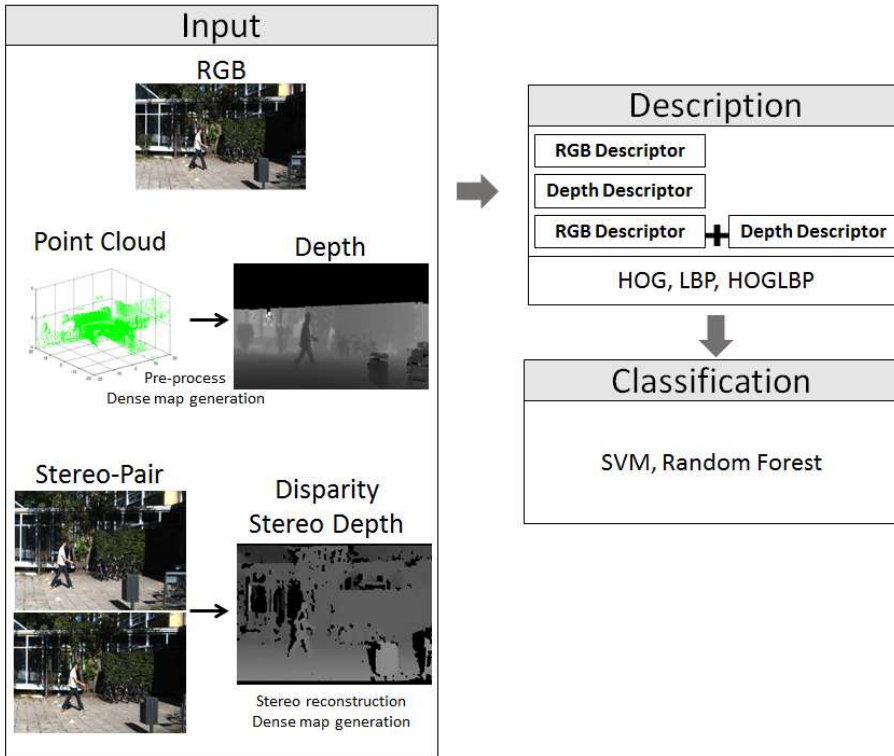 Input
RGB
Point Cloud
Depth
Pre-process
Dense map generation
Stereo-Pair
Disparity
Stereo Depth
Stereo reconstruction
Dense map generation
Description
RGB Descriptor
Depth Descriptor
RGB Descriptor + Depth Descriptor
HOG, LBP, HOGLBP
Classification
SVM, Random Forest